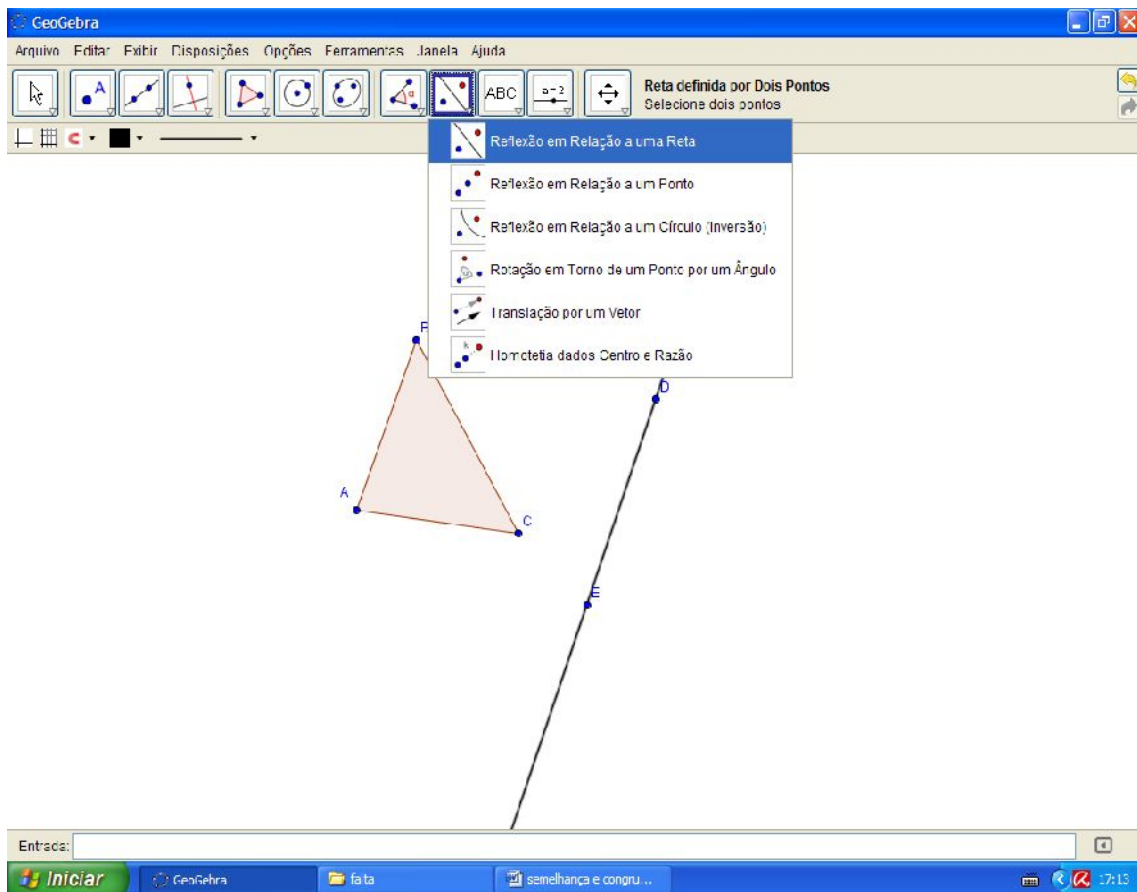 GeoGebra
Arquivo Editar Exibir Disposições Opções Ferramentas Janela Ajuda
A
ABC
a=2
Reta definida por Dois Pontos
Selecione dois pontos
Reflexão em Relação a uma Reta
Reflexão em Relação a um Ponto
Reflexão em Relação a um Círculo (Inversão)
Rotação em Torno de um Ponto por um Ângulo
Translação por um Vetor
Homotetia dados Centro e Razão
B
D
A
C
E
Entrada:
Iniciar
GeoGebra
falta
semelhança e congru...
17:13